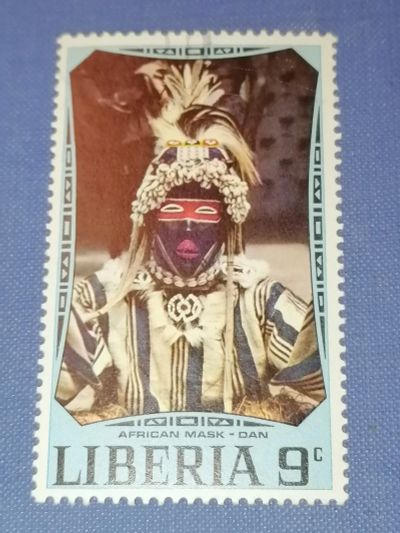 AFRICAN MASK - DAN
LIBERIA 9c